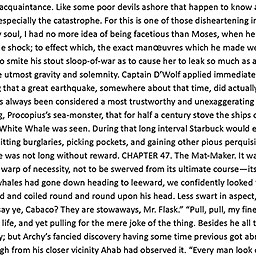 acquaintance. Like some poor devils ashore that happen to know a
especially the catastrophe. For this is one of those disheartening in
y soul, I had no more idea of being facetious than Moses, when he
e shock; to effect which, the exact manœuvres which he made we
o smite his stout sloop-of-war as to cause her to leak so much as a
e utmost gravity and solemnity. Captain D'Wolf applied immediate
g that a great earthquake, somewhere about that time, did actually
s always been considered a most trustworthy and unexaggerating
g, Procopius's sea-monster, that for half a century stove the ships o
White Whale was seen. During that long interval Starbuck would e
itting burglaries, picking pockets, and gaining other pious perquisi
e was not long without reward. CHAPTER 47. The Mat-Maker. It wa
warp of necessity, not to be swerved from its ultimate course—its
whales had gone down heading to leeward, we confidently looked
d and coiled round and round upon his head. Less swart in aspect,
say ye, Cabaco? They are stowaways, Mr. Flask." "Pull, pull, my fine
life, and yet pulling for the mere joke of the thing. Besides he all t
y; but Archy's fancied discovery having some time previous got abr
gh from his closer vicinity Ahab had observed it. "Every man look o